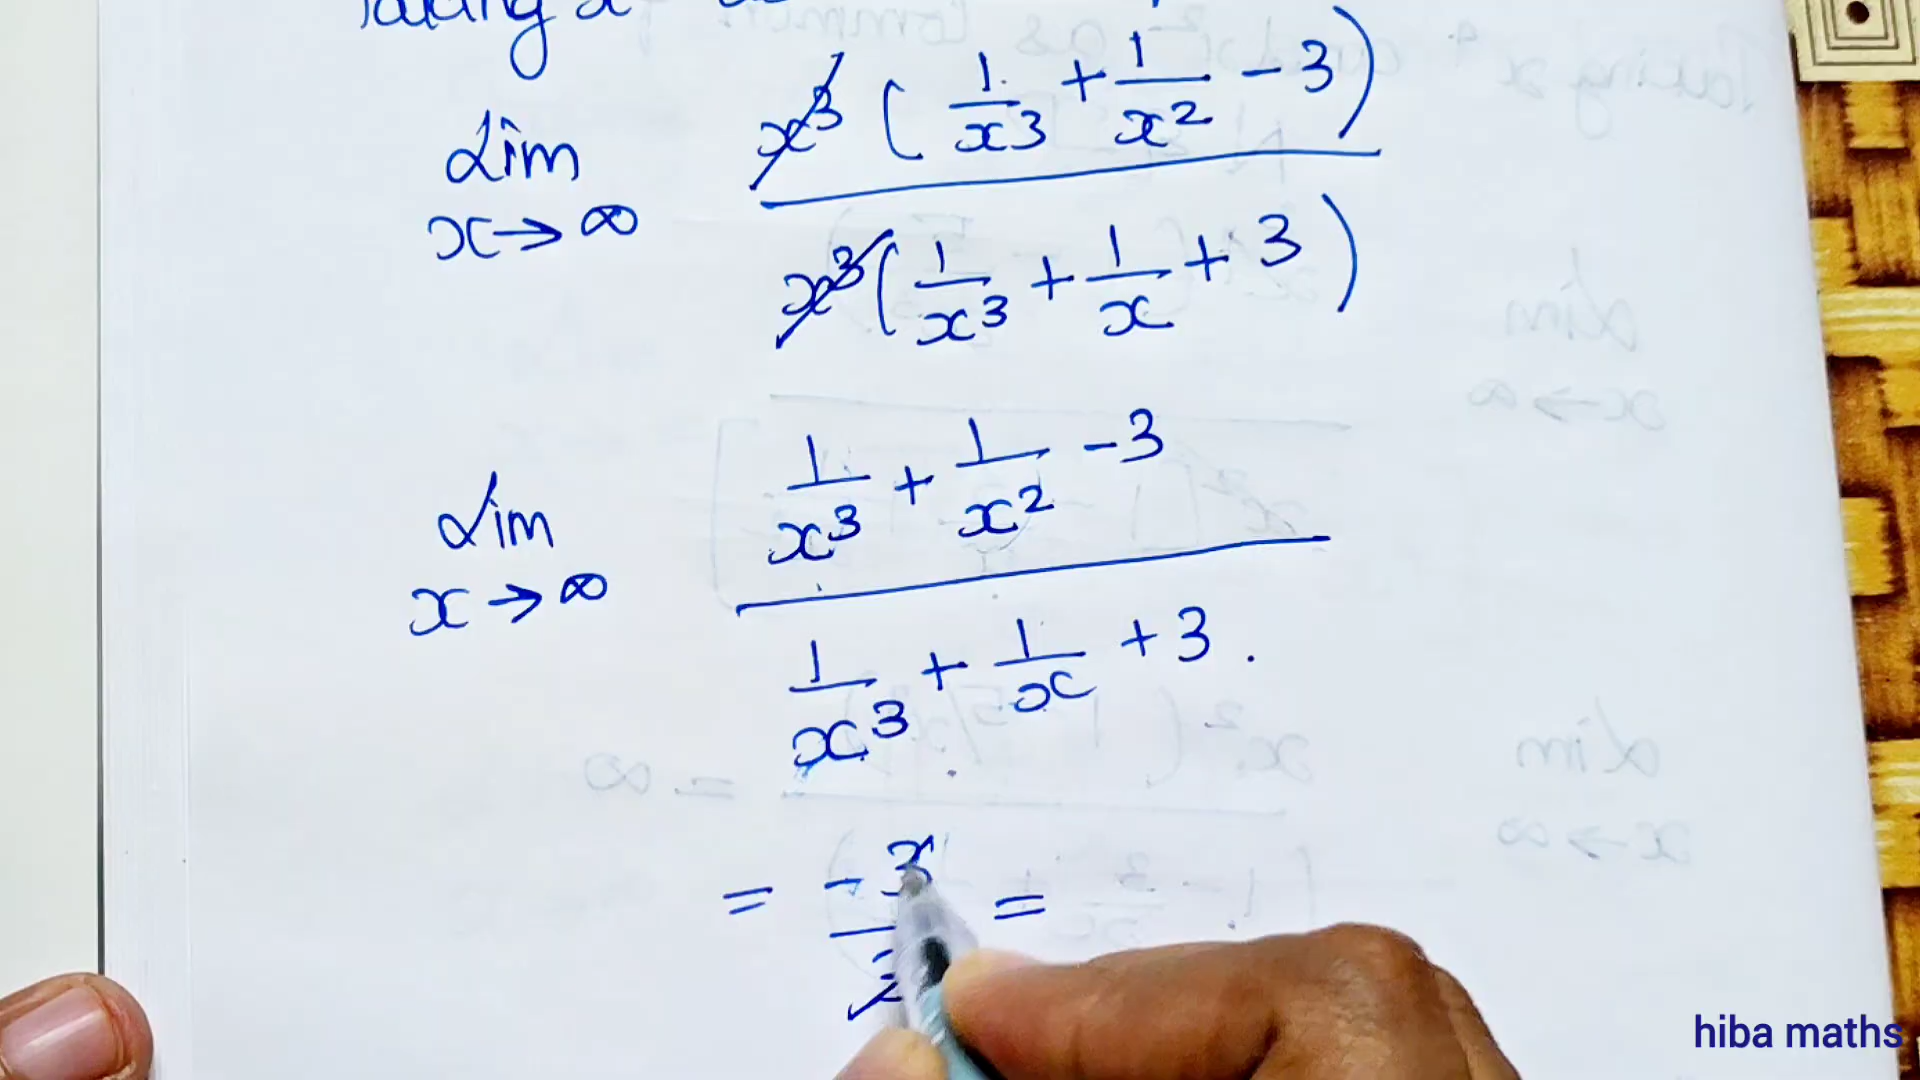 Taking x
Lim x→∞ x³ ( 1/x³ + 1/x² - 3 ) / x³ ( 1/x³ + 1/x + 3 )
Lim x→∞ 1/x³ + 1/x² - 3 / 1/x³ + 1/x + 3 .
= -3/3 =
hiba maths